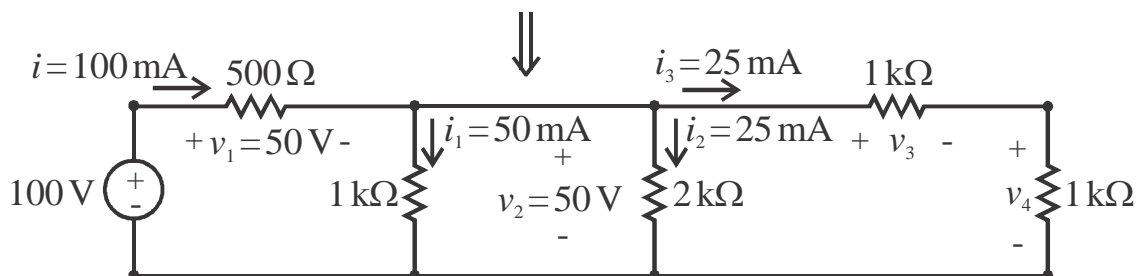 i = 100 mA
500 Ω
i3 = 25 mA
1 kΩ
+ v1 = 50 V -
i1 = 50 mA
i2 = 25 mA
+ v3 -
100 V
+
-
1 kΩ
+
v2 = 50 V
-
2 kΩ
+
v4
-
1 kΩ